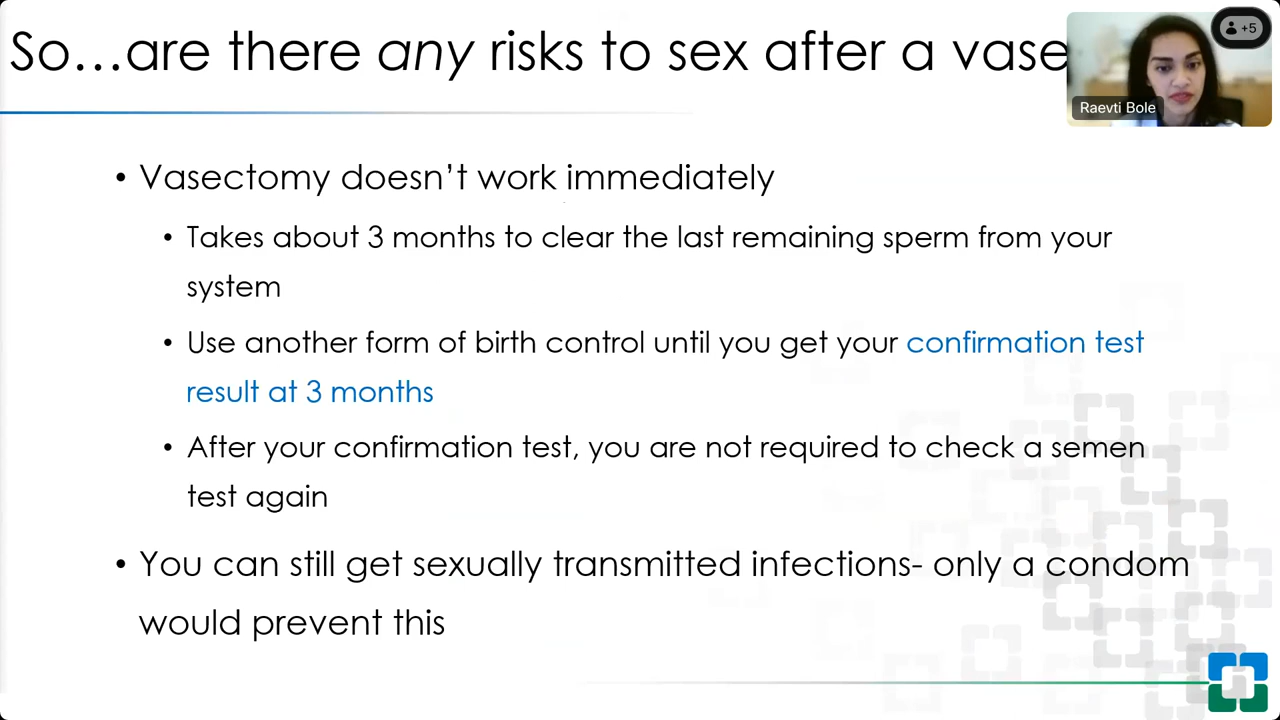 So…are there any risks to sex after a vase
+5
Raevti Bole
• Vasectomy doesn't work immediately
• Takes about 3 months to clear the last remaining sperm from your
system
• Use another form of birth control until you get your confirmation test
result at 3 months
• After your confirmation test, you are not required to check a semen
test again
• You can still get sexually transmitted infections- only a condom
would prevent this